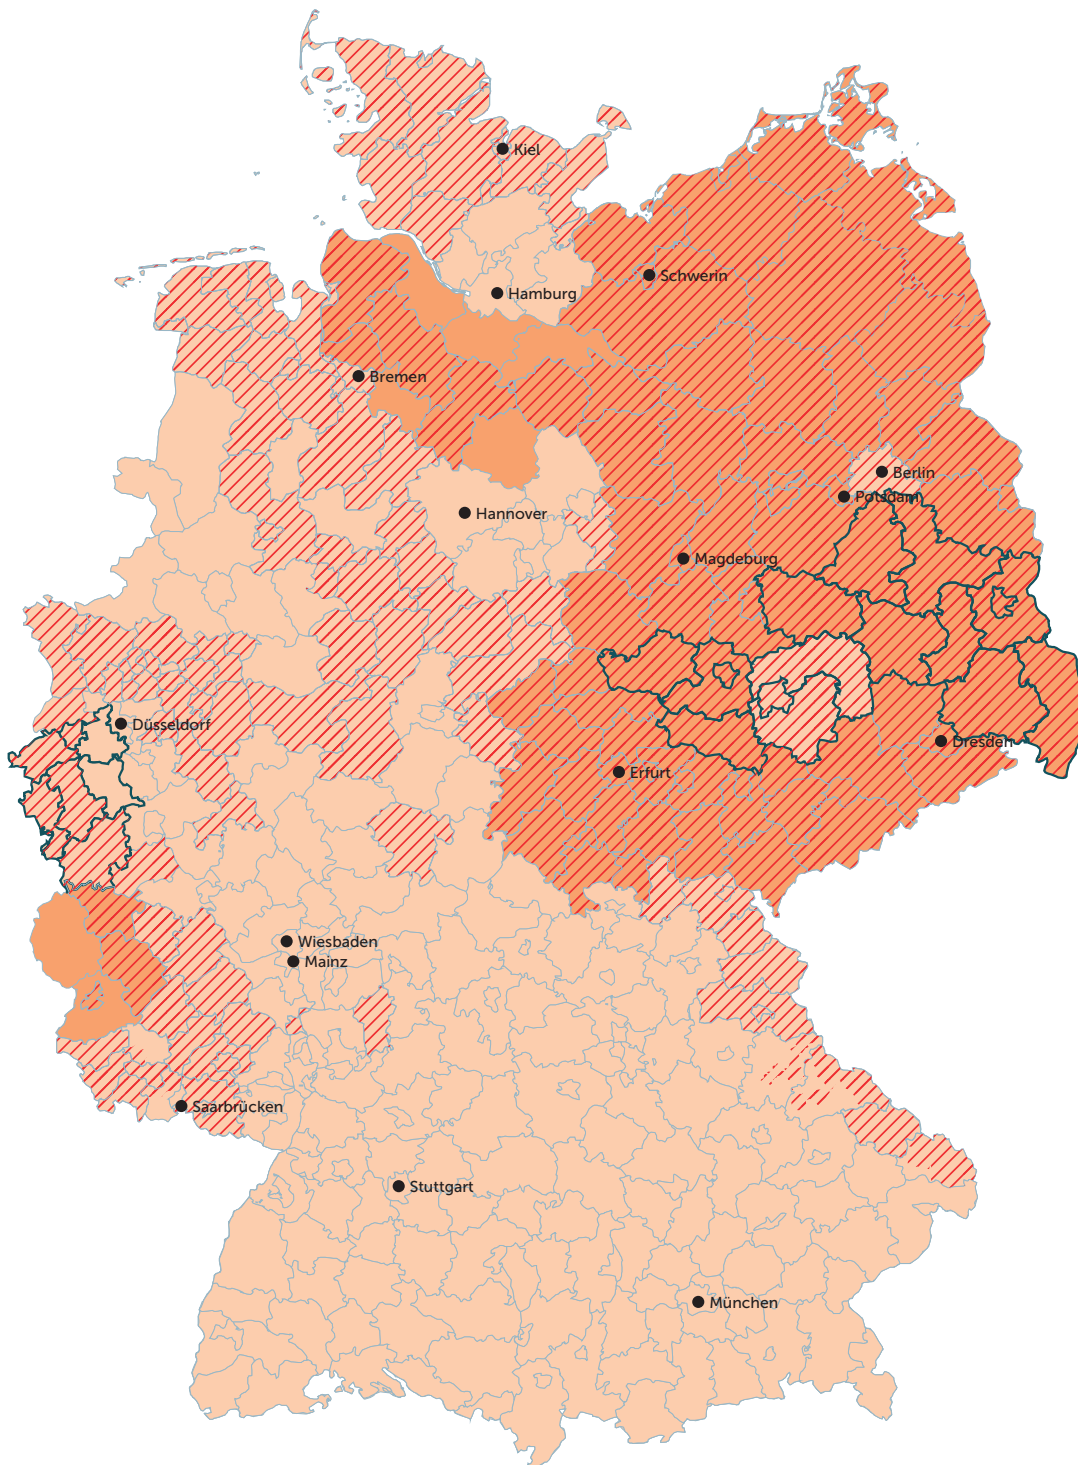 Kiel
Schwerin
Hamburg
Bremen
Berlin
Potsdam
Hannover
Magdeburg
Düsseldorf
Dresden
Erfurt
Wiesbaden
Mainz
Saarbrücken
Stuttgart
München